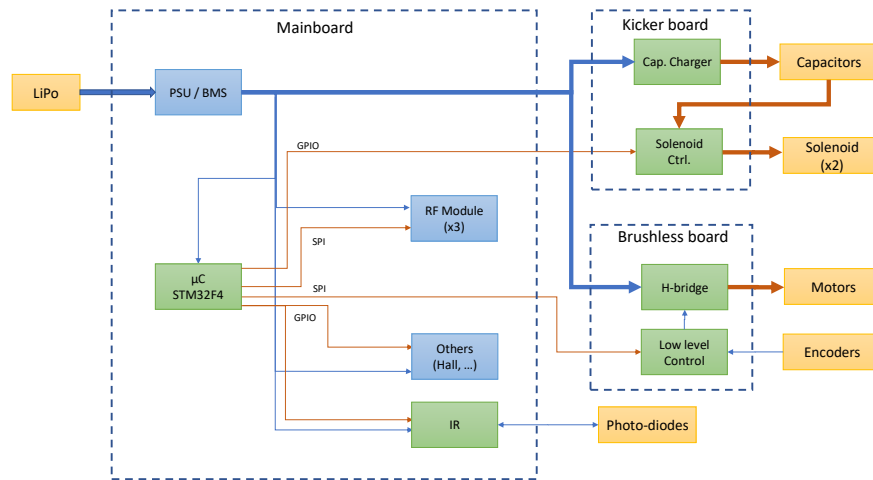 Mainboard
Kicker board
LiPo
PSU / BMS
Cap. Charger
Capacitors
GPIO
Solenoid
Ctrl.
Solenoid
(x2)
RF Module
(x3)
SPI
Brushless board
µC
STM32F4
SPI
GPIO
H-bridge
Motors
Others
(Hall, …)
Low level
Control
Encoders
IR
Photo-diodes